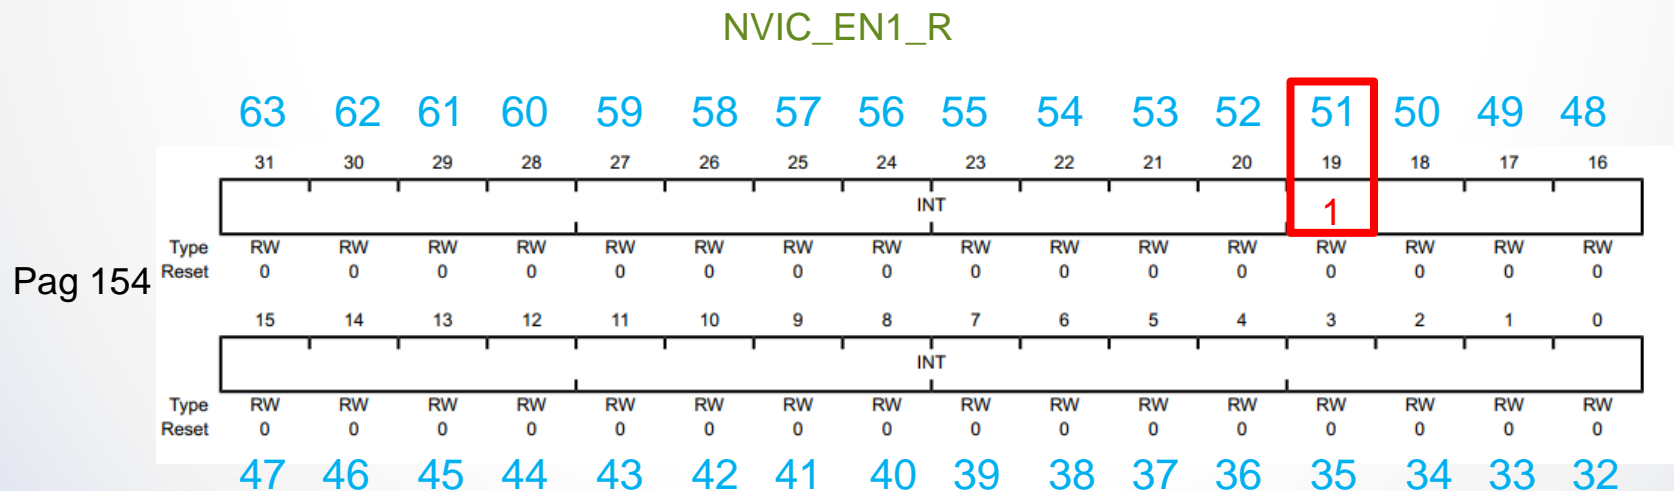 NVIC_EN1_R
63 62 61 60 59 58 57 56 55 54 53 52 51 50 49 48
31 30 29 28 27 26 25 24 23 22 21 20 19 18 17 16
INT 1
Type RW RW RW RW RW RW RW RW RW RW RW RW RW RW RW RW
Reset 0 0 0 0 0 0 0 0 0 0 0 0 0 0 0 0
Pag 154
15 14 13 12 11 10 9 8 7 6 5 4 3 2 1 0
INT
Type RW RW RW RW RW RW RW RW RW RW RW RW RW RW RW RW
Reset 0 0 0 0 0 0 0 0 0 0 0 0 0 0 0 0
47 46 45 44 43 42 41 40 39 38 37 36 35 34 33 32